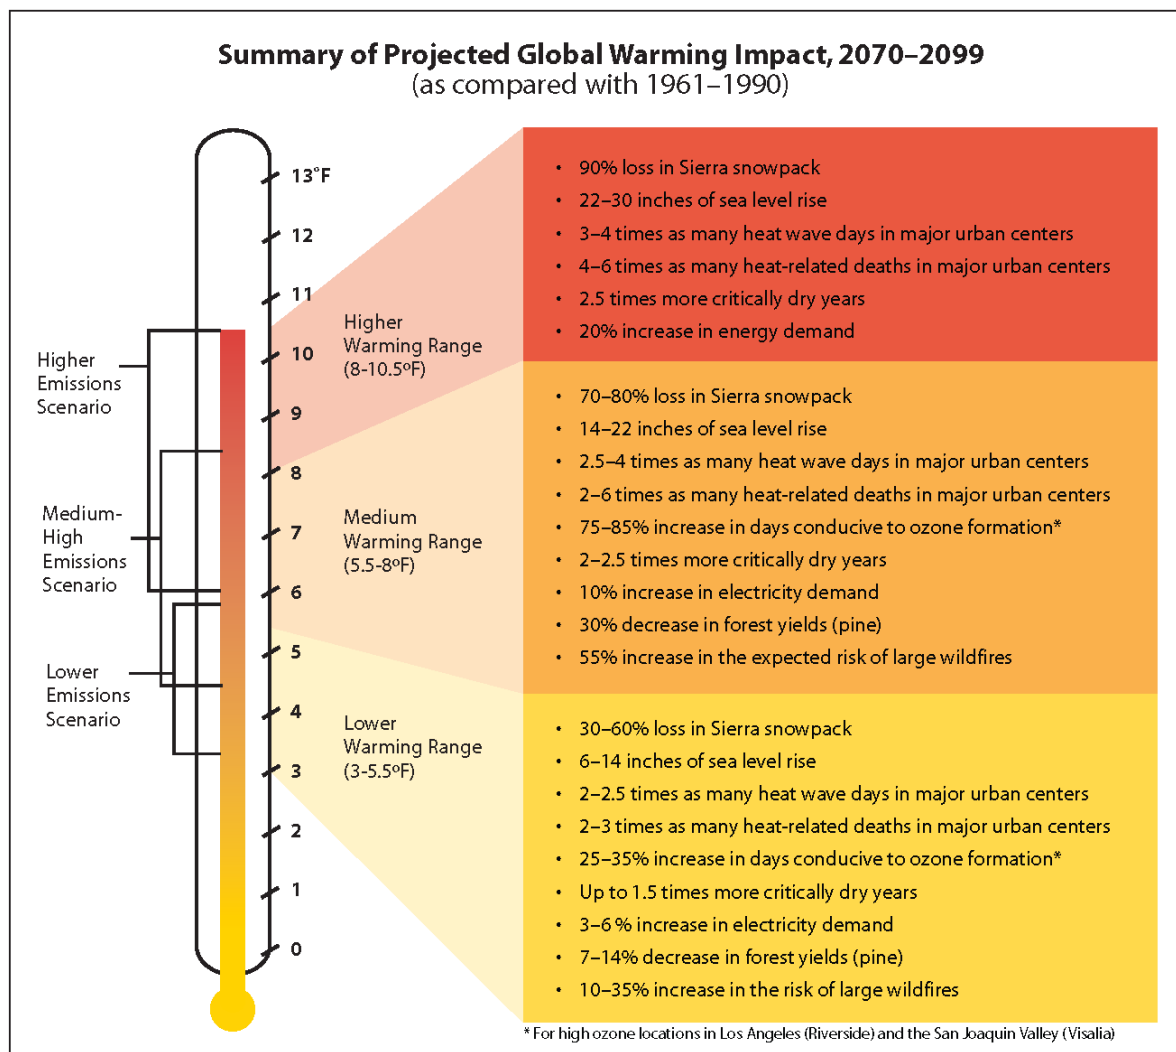 Summary of Projected Global Warming Impact, 2070–2099
(as compared with 1961–1990)
13˚F
12
11
10
9
8
7
6
5
4
3
2
1
0
Higher
Emissions
Scenario
Medium-
High
Emissions
Scenario
Lower
Emissions
Scenario
Higher
Warming Range
(8-10.5ºF)
Medium
Warming Range
(5.5-8ºF)
Lower
Warming Range
(3-5.5ºF)
• 90% loss in Sierra snowpack
• 22–30 inches of sea level rise
• 3–4 times as many heat wave days in major urban centers
• 4–6 times as many heat-related deaths in major urban centers
• 2.5 times more critically dry years
• 20% increase in energy demand
• 70–80% loss in Sierra snowpack
• 14–22 inches of sea level rise
• 2.5–4 times as many heat wave days in major urban centers
• 2–6 times as many heat-related deaths in major urban centers
• 75–85% increase in days conducive to ozone formation*
• 2–2.5 times more critically dry years
• 10% increase in electricity demand
• 30% decrease in forest yields (pine)
• 55% increase in the expected risk of large wildfires
• 30–60% loss in Sierra snowpack
• 6–14 inches of sea level rise
• 2–2.5 times as many heat wave days in major urban centers
• 2–3 times as many heat-related deaths in major urban centers
• 25–35% increase in days conducive to ozone formation*
• Up to 1.5 times more critically dry years
• 3–6 % increase in electricity demand
• 7–14% decrease in forest yields (pine)
• 10–35% increase in the risk of large wildfires
* For high ozone locations in Los Angeles (Riverside) and the San Joaquin Valley (Visalia)